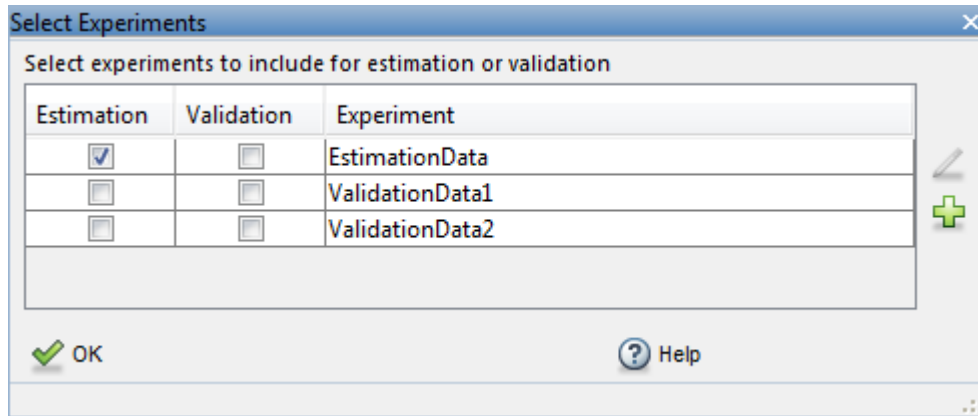 Select Experiments
Select experiments to include for estimation or validation
Estimation Validation Experiment
EstimationData
ValidationData1
ValidationData2
OK Help